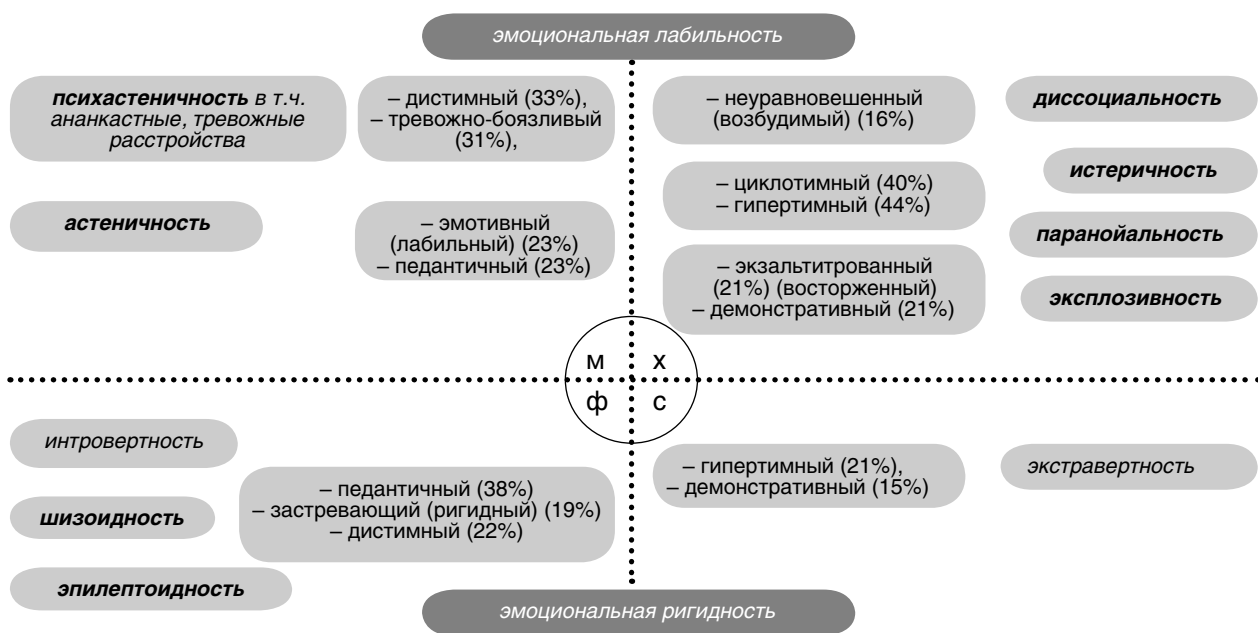 эмоциональная лабильность
психастеничность в т.ч.
ананкастные, тревожные
расстройства
– дистимный (33%),
– тревожно-боязливый
(31%),
– неуравновешенный
(возбудимый) (16%)
диссоциальность
истеричность
– циклотимный (40%)
– гипертимный (44%)
астеничность
– эмотивный
(лабильный) (23%)
– педантичный (23%)
паранойальность
– экзальтитрованный
(21%) (восторженный)
– демонстративный (21%)
эксплозивность
м х
ф с
интровертность
– гипертимный (21%),
– демонстративный (15%)
экстравертность
шизоидность
– педантичный (38%)
– застревающий (ригидный) (19%)
– дистимный (22%)
эпилептоидность
эмоциональная ригидность